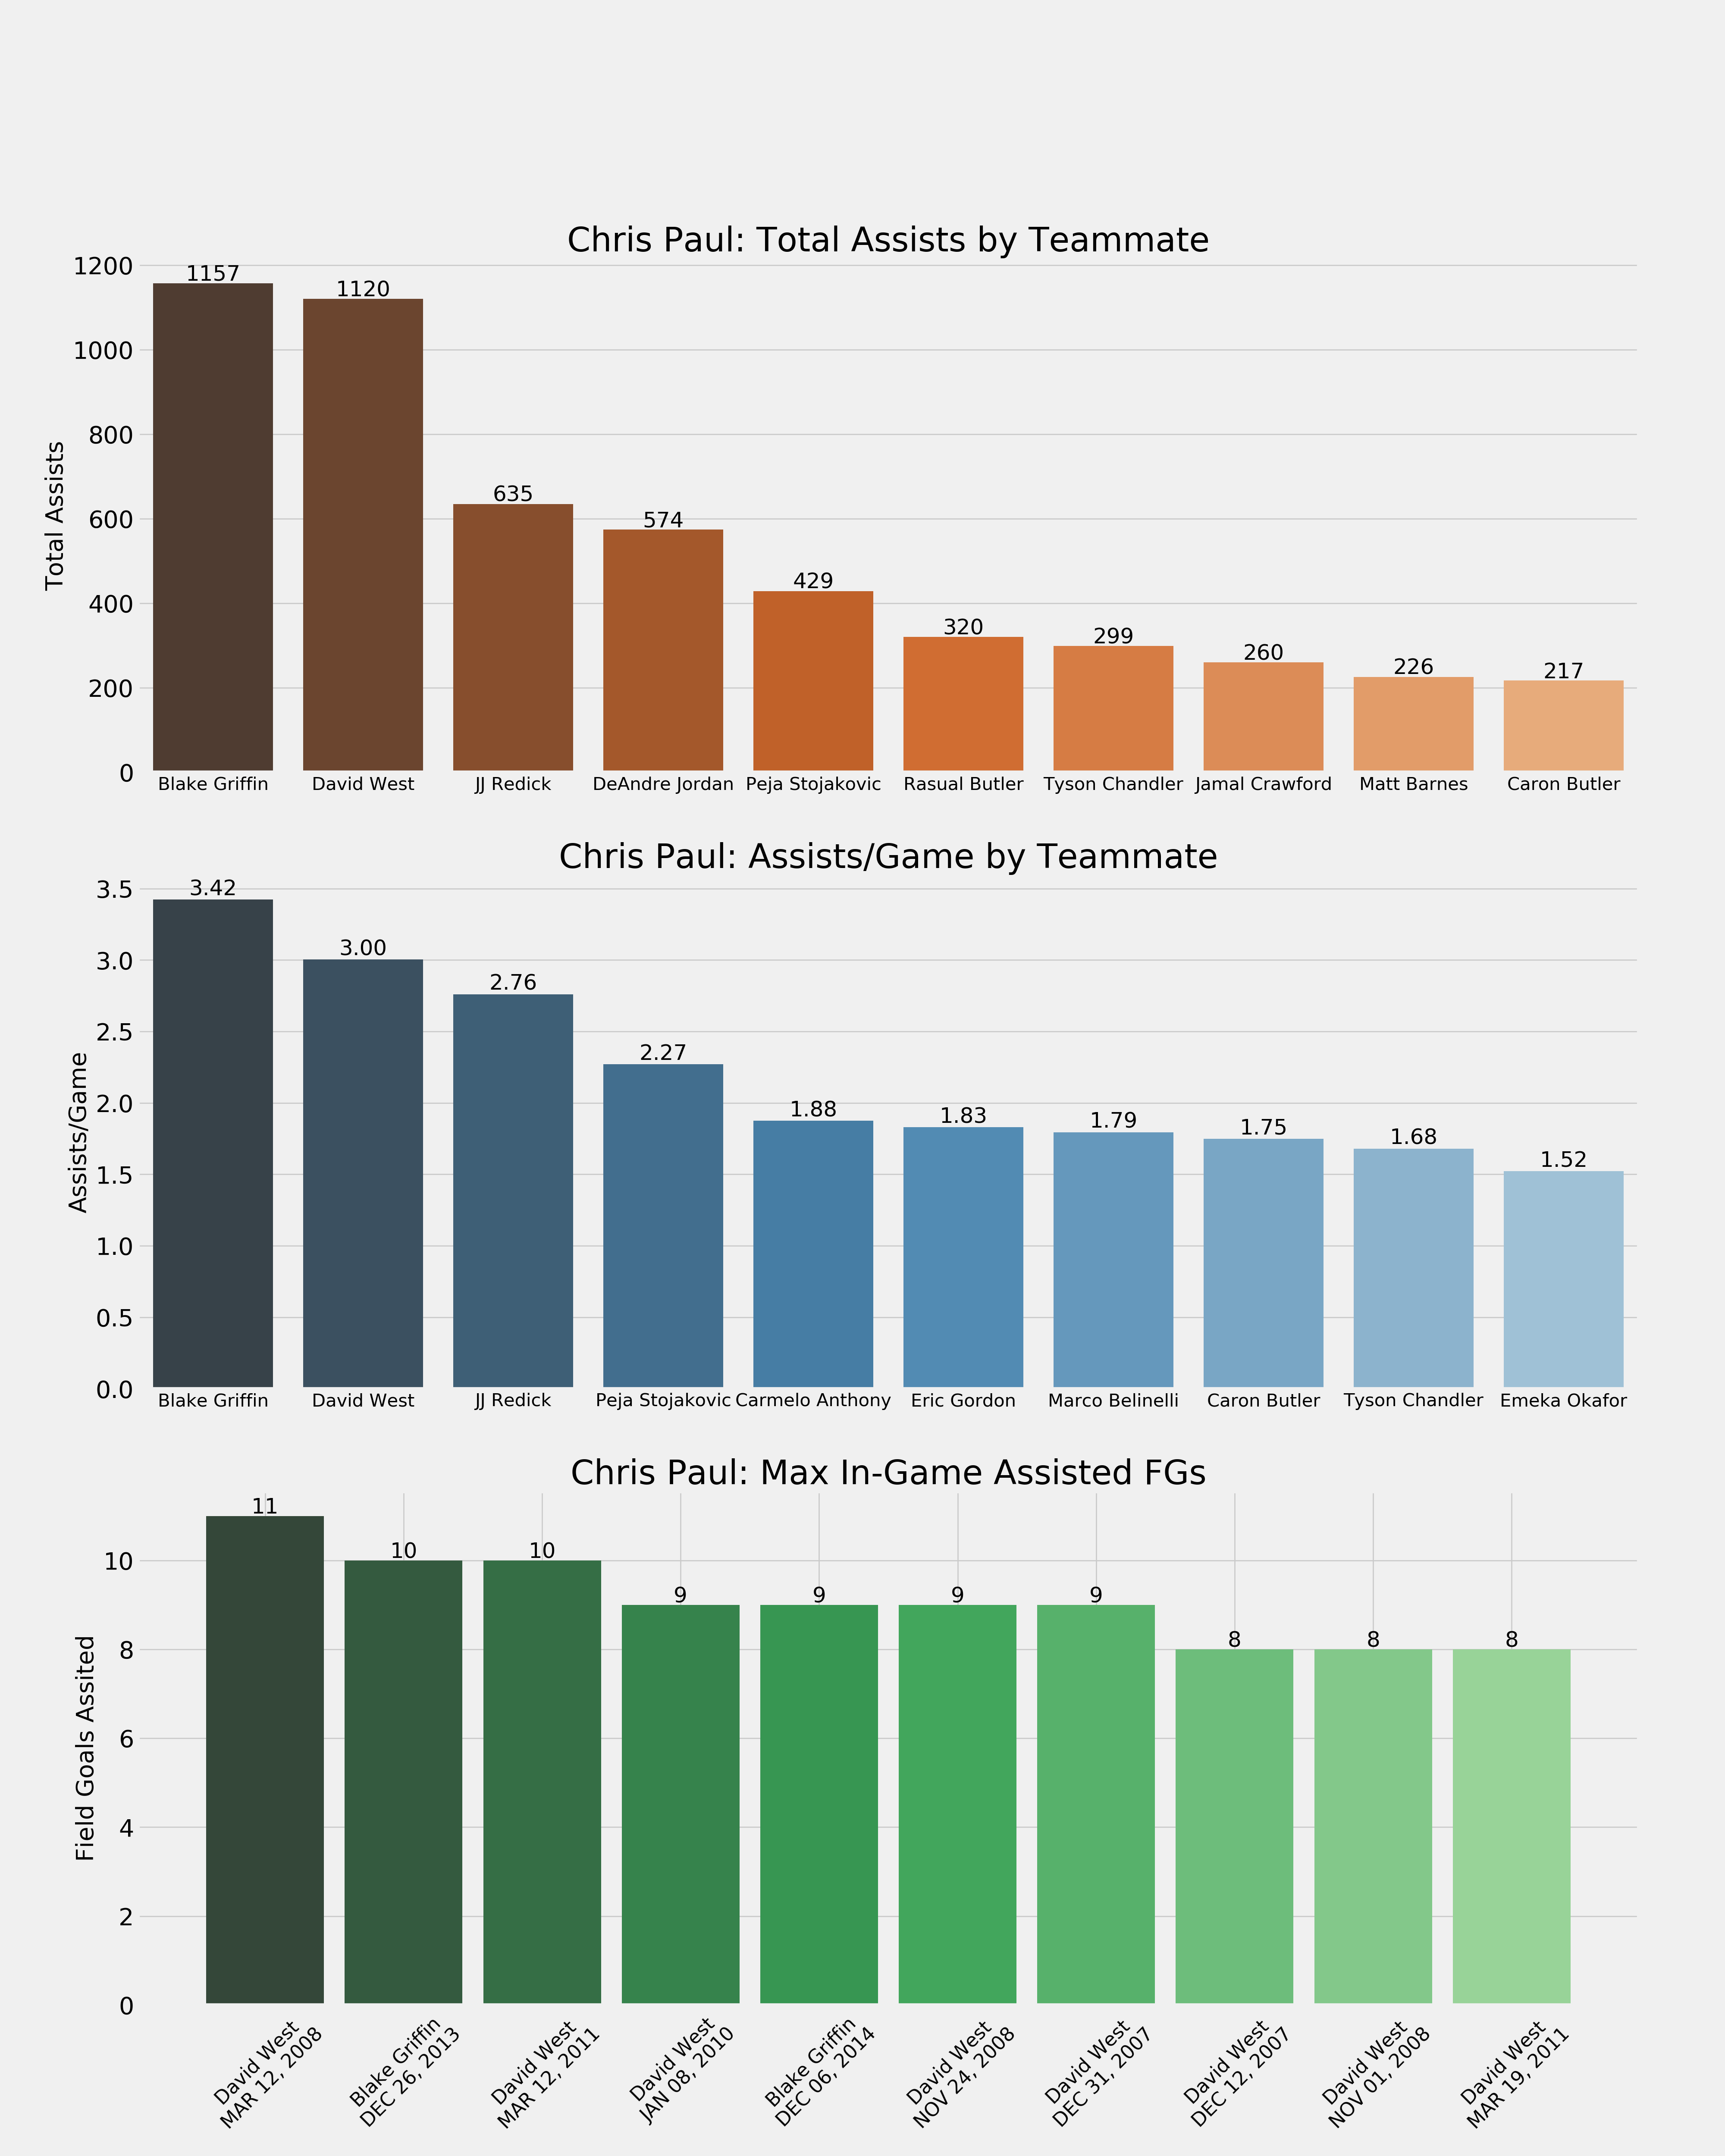 Chris Paul: Total Assists by Teammate
1200
1000
800
600
400
200
0
Total Assists
1157
1120
635
574
429
320
299
260
226
217
Blake Griffin
David West
JJ Redick
DeAndre Jordan
Peja Stojakovic
Rasual Butler
Tyson Chandler
Jamal Crawford
Matt Barnes
Caron Butler
Chris Paul: Assists/Game by Teammate
3.5
3.0
2.5
2.0
1.5
1.0
0.5
0.0
Assists/Game
3.42
3.00
2.76
2.27
1.88
1.83
1.79
1.75
1.68
1.52
Blake Griffin
David West
JJ Redick
Peja Stojakovic
Carmelo Anthony
Eric Gordon
Marco Belinelli
Caron Butler
Tyson Chandler
Emeka Okafor
Chris Paul: Max In-Game Assisted FGs
10
8
6
4
2
0
Field Goals Assited
11
10
10
9
9
9
9
8
8
8
David West
MAR 12, 2008
Blake Griffin
DEC 26, 2013
David West
MAR 12, 2011
David West
JAN 08, 2010
Blake Griffin
DEC 06, 2014
David West
NOV 24, 2008
David West
DEC 31, 2007
David West
DEC 12, 2007
David West
NOV 01, 2008
David West
MAR 19, 2011